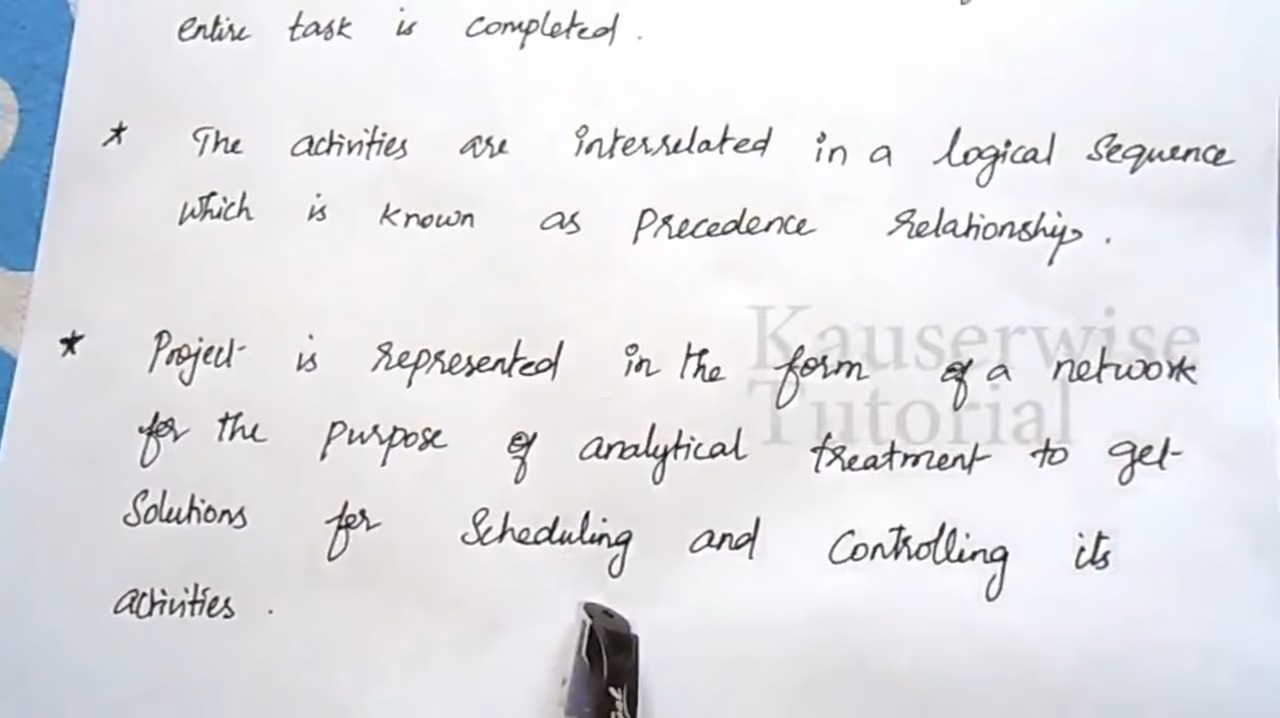 entire task is completed.
* The activities are interrelated in a logical sequence
which is known as Precedence relationship.
* Project is represented in the form of a network
for the purpose of analytical treatment to get
Solutions for Scheduling and Controlling its
activities.
Kauserwise
Tutorial